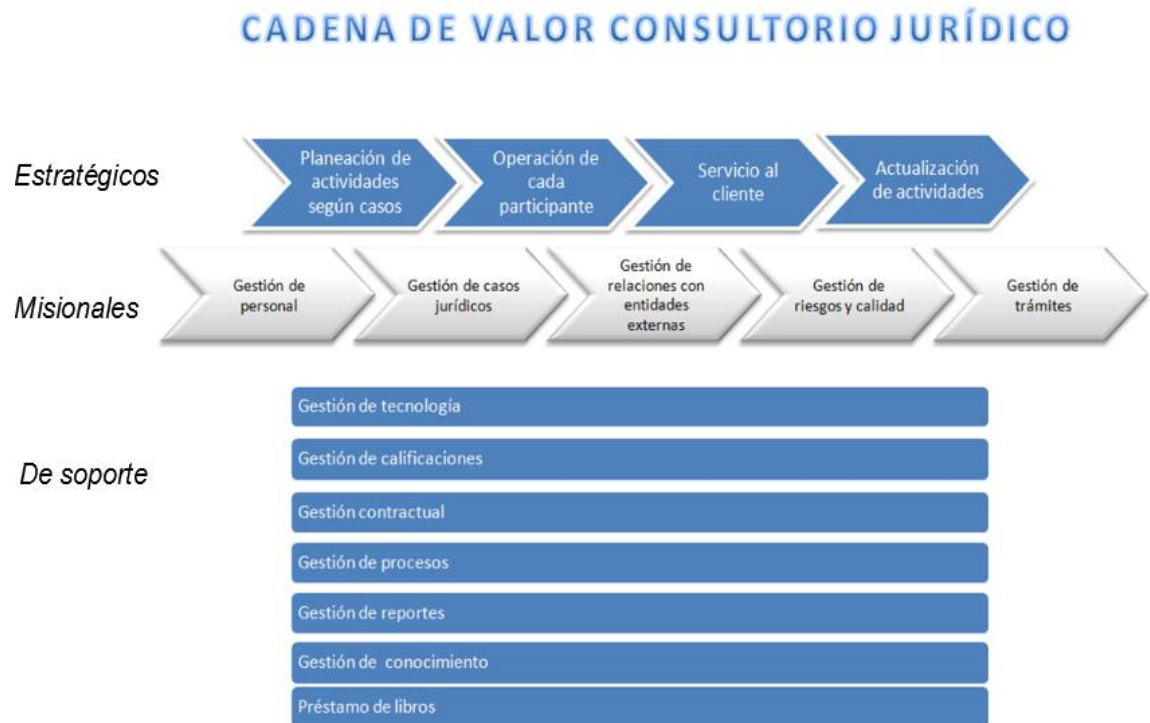 CADENA DE VALOR CONSULTORIO JURÍDICO
Estratégicos
Planeación de
actividades
según casos
Operación de
cada
participante
Servicio al
cliente
Actualización
de actividades
Misionales
Gestión de
personal
Gestión de casos
jurídicos
Gestión de
relaciones con
entidades
externas
Gestión de
riesgos y calidad
Gestión de
trámites
De soporte
Gestión de tecnología
Gestión de calificaciones
Gestión contractual
Gestión de procesos
Gestión de reportes
Gestión de conocimiento
Préstamo de libros